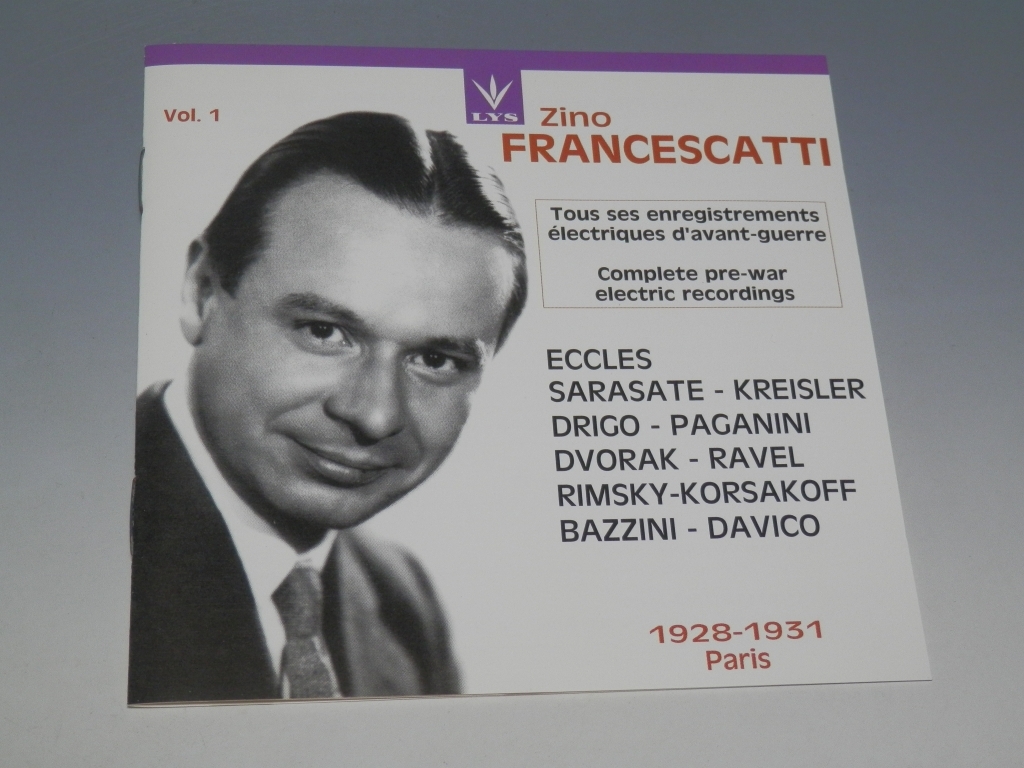 Vol. 1
LYS
Zino
FRANCESCATTI
Tous ses enregistrements
électriques d'avant-guerre
Complete pre-war
electric recordings
ECCLES
SARASATE - KREISLER
DRIGO - PAGANINI
DVORAK - RAVEL
RIMSKY-KORSAKOFF
BAZZINI - DAVICO
1928-1931
Paris